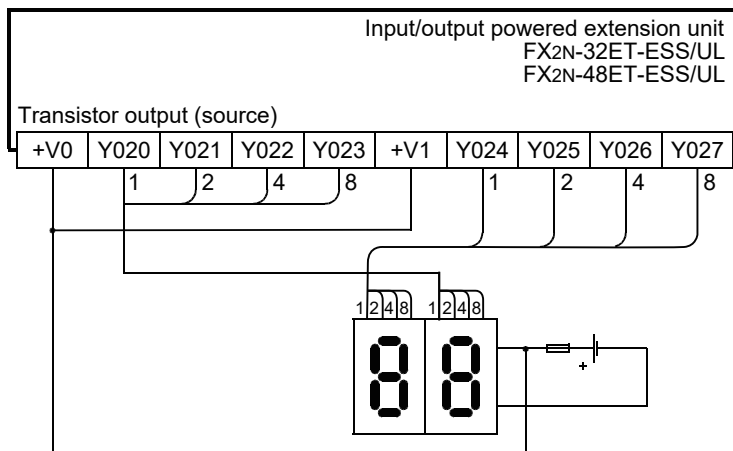 Input/output powered extension unit
FX2N-32ET-ESS/UL
FX2N-48ET-ESS/UL
Transistor output (source)
+V0 Y020 Y021 Y022 Y023 +V1 Y024 Y025 Y026 Y027
1 2 4 8 1 2 4 8
1 2 4 8 1 2 4 8
88
+